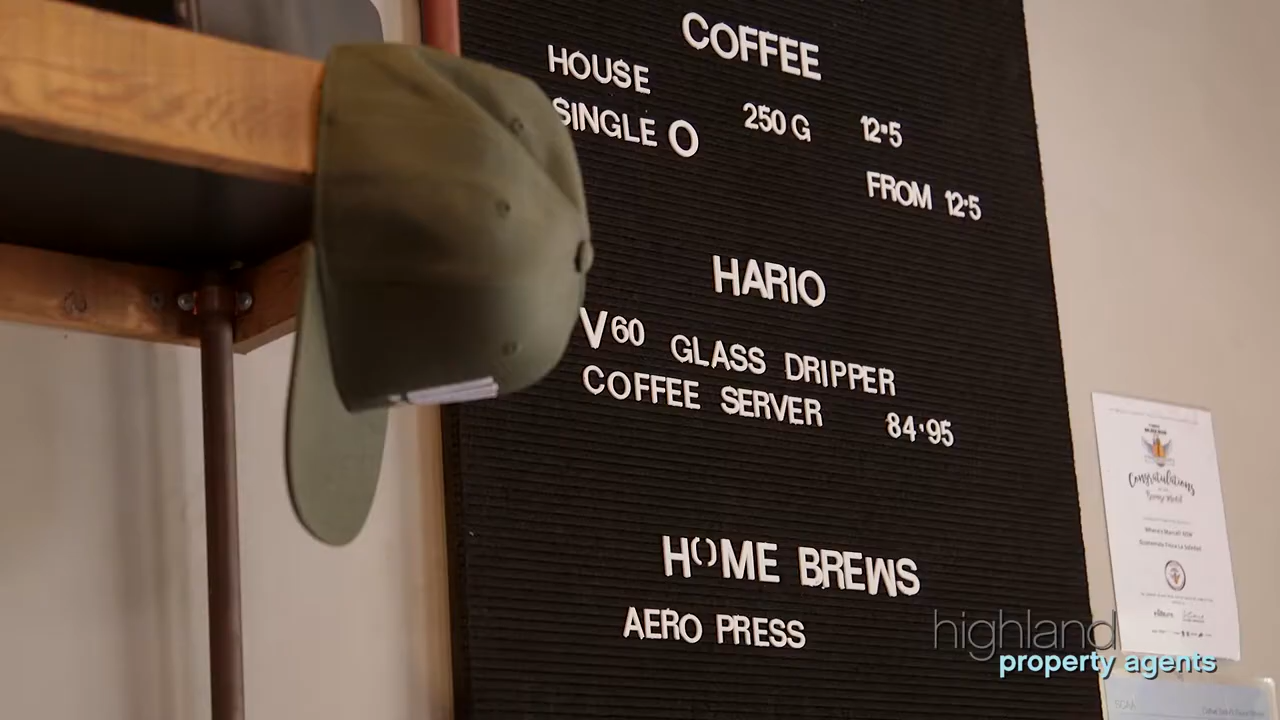 COFFEE
HOUSE
SINGLE O 250 G 12.5
FROM 12.5
HARIO
V60 GLASS DRIPPER
COFFEE SERVER 84.95
HOME BREWS
AERO PRESS
Congratulations
highland
property agents